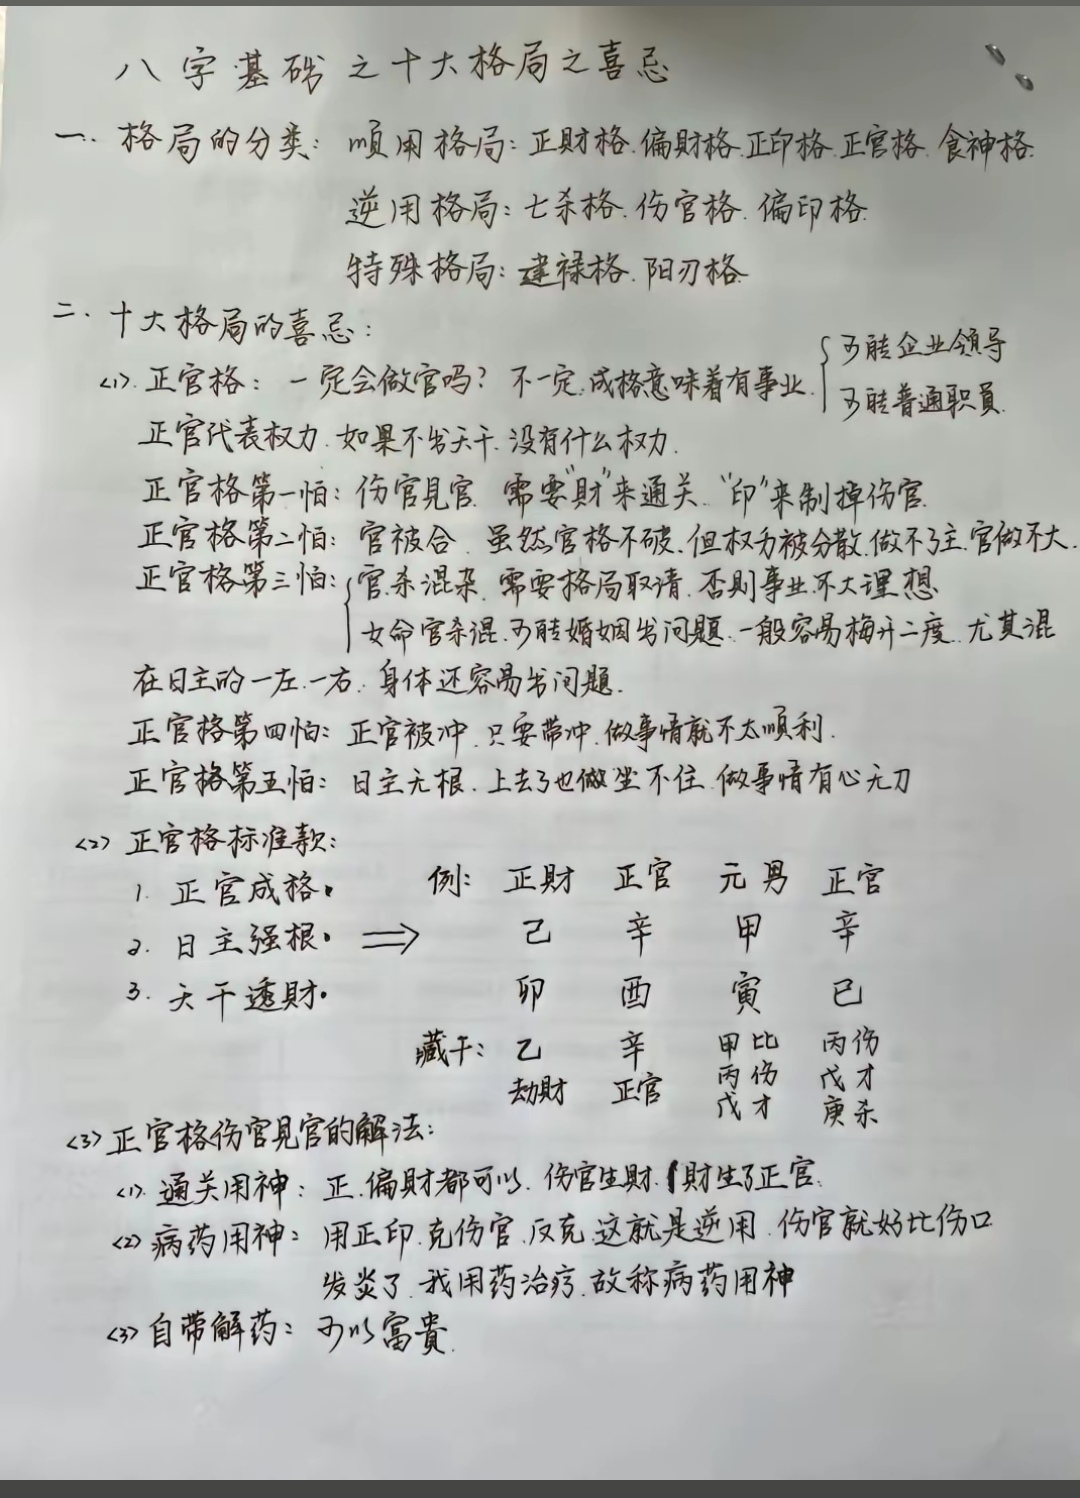 八字基础之十大格局之喜忌
一、格局的分类：順用格局：正財格、偏財格、正印格、正官格、食神格
逆用格局：七杀格、伤官格、偏印格
特殊格局：建禄格、阳刃格
二、十大格局的喜忌：
<1>、正官格：一定会做官吗？不一定、成格意味着有事业、{可能企业领导
可能普通职員
正官代表权力、如果不出天干、没有什么权力、
正官格第一怕：伤官見官、需要"財"来通关、"印"来制掉伤官、
正官格第二怕：官被合、虽然官格不破、但权力被分散、做不了主、官做不大、
正官格第三怕：{官杀混杂、需要格局取清、否则事业不大理想
女命官杀混、可能婚姻出问題、一般容易梅开二度、尤其混
在日主的一左、一右、身体还容易出问題、
正官格第四怕：正官被冲、只要带冲、做事情就不太順利、
正官格第五怕：日主无根、上去了也做坐不住、做事情有心无力
<2>正官格标准款：
例：正財 正官 元男 正官
1、正官成格。
己 辛 甲 辛
2、日主强根。⇒
3、天干透財。
卯 酉 寅 巳
藏干：乙 辛 甲比 丙伤
劫財 正官 丙伤 戊才
戊才 庚杀
<3>正官格伤官見官的解法：
<1>、通关用神：正、偏財都可以、伤官生財、財生了正官、
<2>病药用神：用正印、克伤官、反克、这就是逆用、伤官就好比伤口
发炎了、我用药治疗、故称病药用神
<3>自带解药：可以富貴、